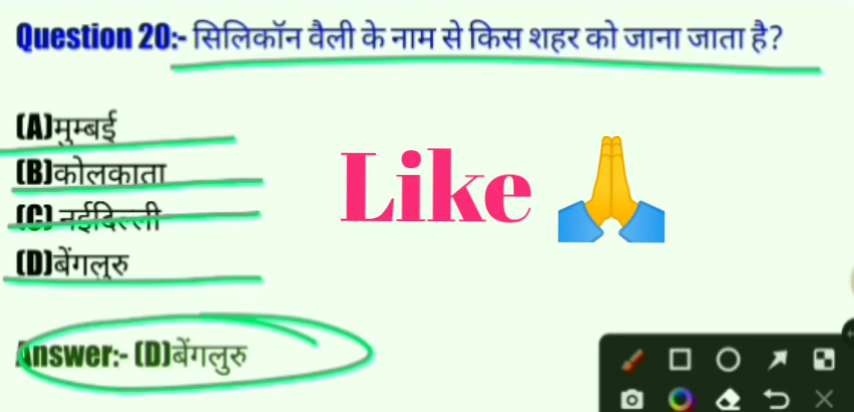 Question 20:- सिलिकॉन वैली के नाम से किस शहर को जाना जाता है?
(A)मुम्बई
(B)कोलकाता
(C) नईदिल्ली
(D)बेंगलुरु
Like
Answer:- (D)बेंगलुरु